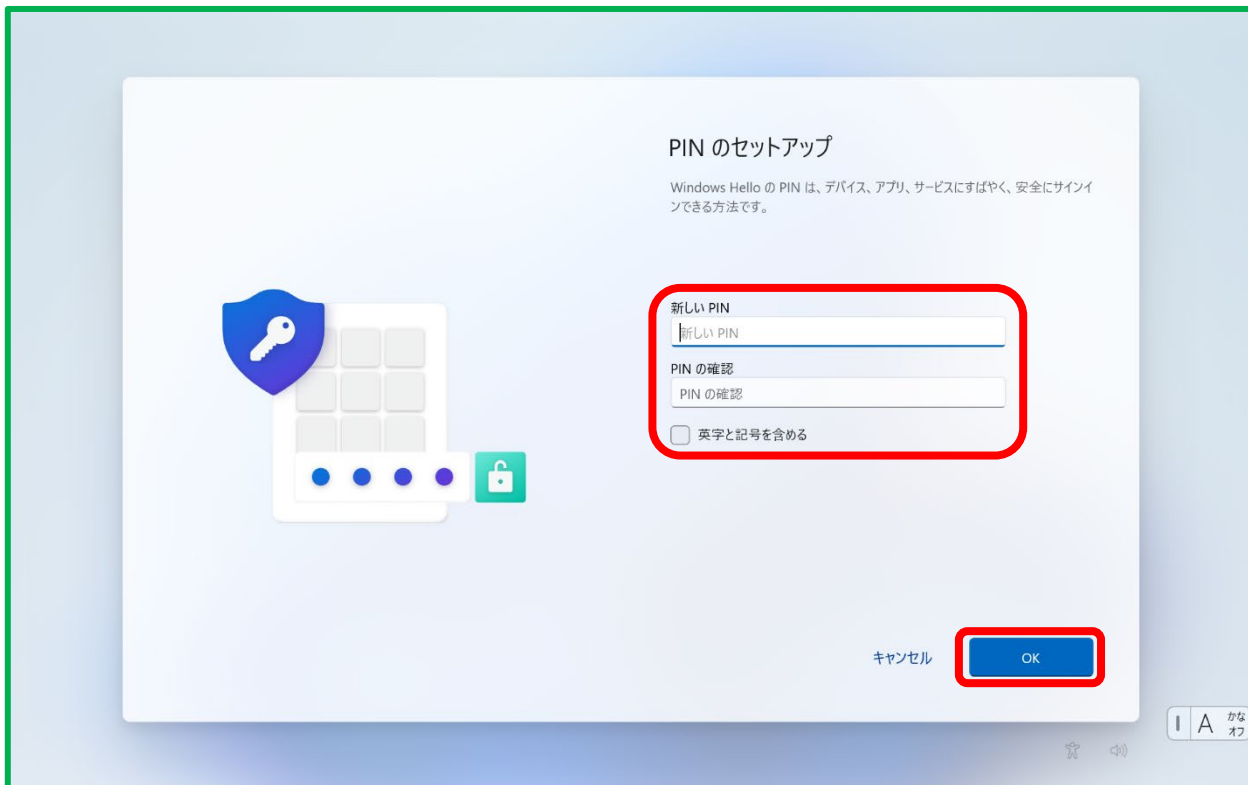 PIN のセットアップ
Windows Hello の PIN は、デバイス、アプリ、サービスにすばやく、安全にサインイ
ンできる方法です。
新しい PIN
新しい PIN
PIN の確認
PIN の確認
英字と記号を含める
キャンセル
OK
A
かな
オフ